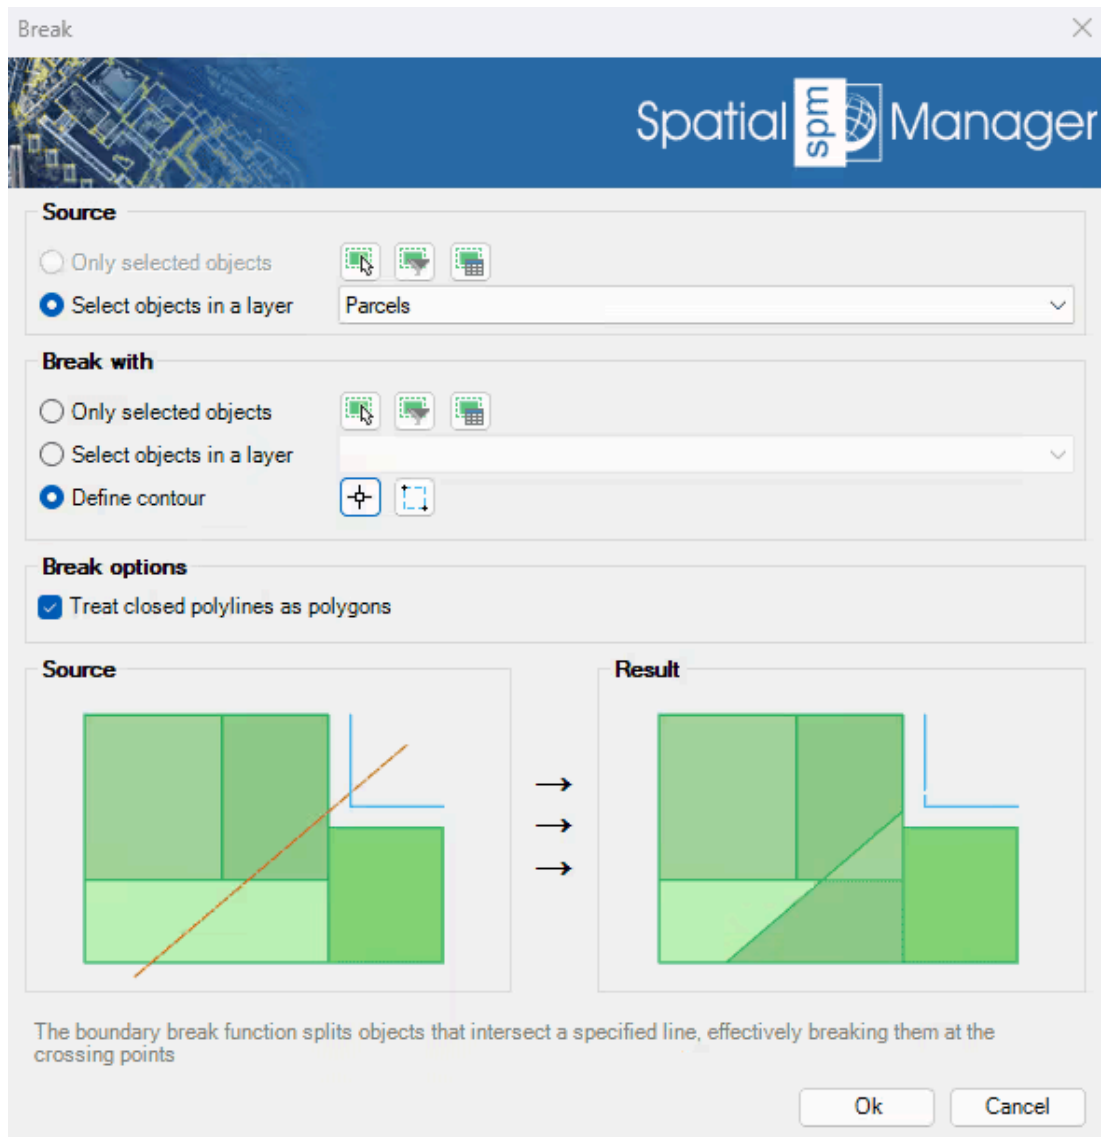 Break
Spatial spm Manager
Source
Only selected objects
Select objects in a layer Parcels
Break with
Only selected objects
Select objects in a layer
Define contour
Break options
Treat closed polylines as polygons
Source Result
The boundary break function splits objects that intersect a specified line, effectively breaking them at the
crossing points
Ok Cancel